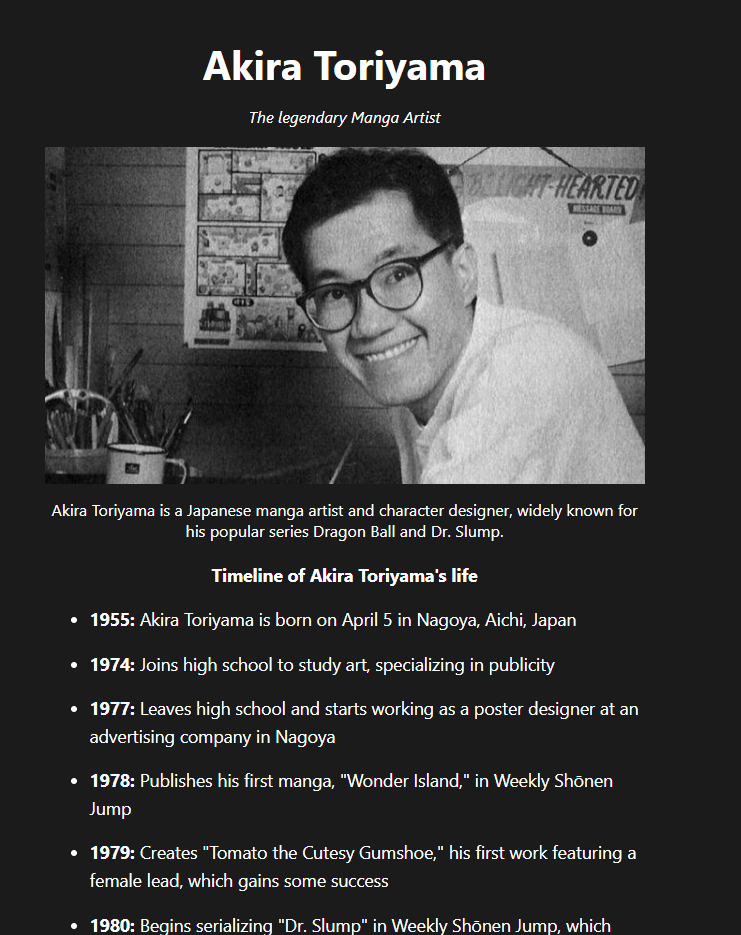 Akira Toriyama
The legendary Manga Artist
LIGHT-HEARTED
MESSAGE BOARD
Akira Toriyama is a Japanese manga artist and character designer, widely known for
his popular series Dragon Ball and Dr. Slump.
Timeline of Akira Toriyama's life
• 1955: Akira Toriyama is born on April 5 in Nagoya, Aichi, Japan
• 1974: Joins high school to study art, specializing in publicity
• 1977: Leaves high school and starts working as a poster designer at an
advertising company in Nagoya
• 1978: Publishes his first manga, "Wonder Island," in Weekly Shōnen
Jump
• 1979: Creates "Tomato the Cutesy Gumshoe," his first work featuring a
female lead, which gains some success
• 1980: Begins serializing "Dr. Slump" in Weekly Shōnen Jump, which